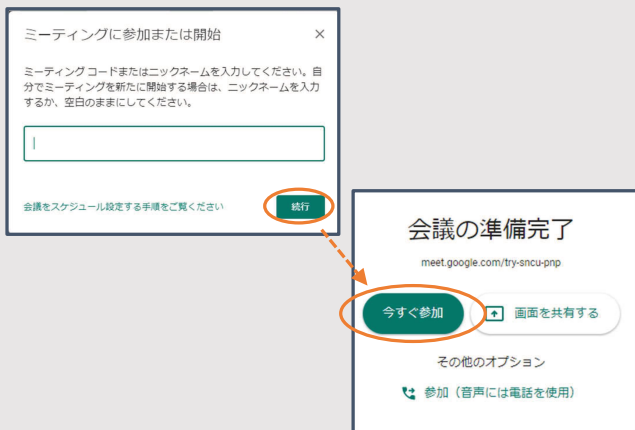 ミーティングに参加または開始
ミーティング コードまたはニックネームを入力してください。自
分でミーティングを新たに開始する場合は、ニックネームを入力
するか、空白のままにしてください。
会議をスケジュール設定する手順をご覧ください
続行
会議の準備完了
meet.google.com/try-sncu-pnp
今すぐ参加
画面を共有する
その他のオプション
参加（音声には電話を使用）